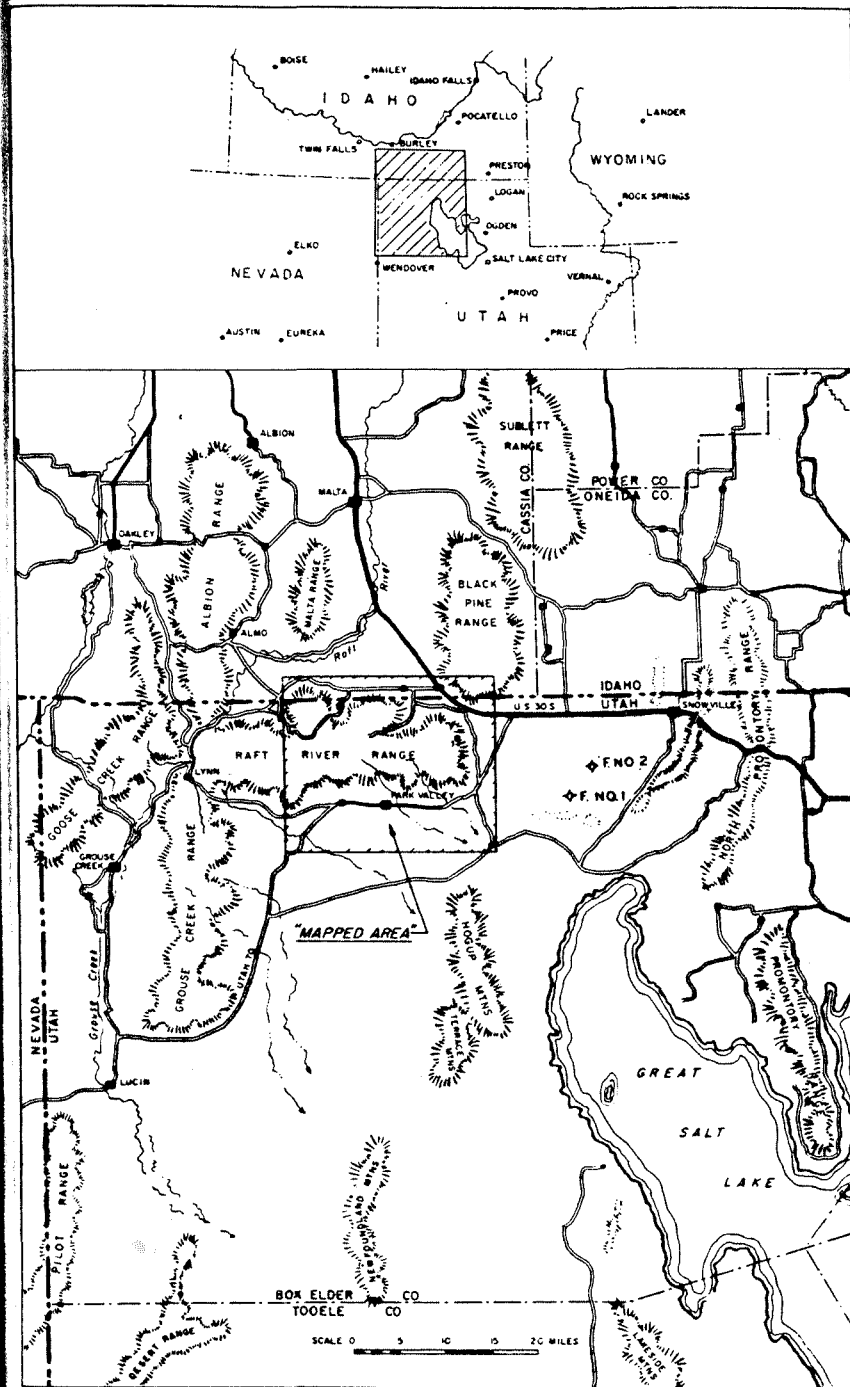 BOISE
HAILEY
IDAHO FALLS
IDAHO
POCATELLO
LANDER
TWIN FALLS
BURLEY
WYOMING
PRESTON
LOGAN
ROCK SPRINGS
OGDEN
ELKO
SALT LAKE CITY
WENDOVER
NEVADA
VERNAL
PROVO
UTAH
AUSTIN
EUREKA
PRICE
SUBLETT
RANGE
ALBION
CASSIA CO.
POWER CO
ONEIDA CO.
MALTA
OAKLEY
ALBION RANGE
MALTA RANGE
River
BLACK
PINE
RANGE
ALMO
Raft
IDAHO
UTAH
U S 30 S
SNOWVILLE
NORTH PROMONTORY RANGE
GOOSE CREEK RANGE
RAFT RIVER RANGE
LYNN
PARK VALLEY
F. NO. 2
F. NO. 1
GROUSE
CREEK
GROUSE CREEK RANGE
"MAPPED AREA"
HOGUP MTNS
TERRACE MTNS
UTAH 70
Grouse Creek
NEVADA
UTAH
PROMONTORY
LUCIN
GREAT
SALT
LAKE
PILOT RANGE
NEWFOUNDLAND MTNS
BOX ELDER CO
TOOELE CO
DESERT RANGE
LAKESIDE MTNS
SCALE 0 5 10 15 20 MILES